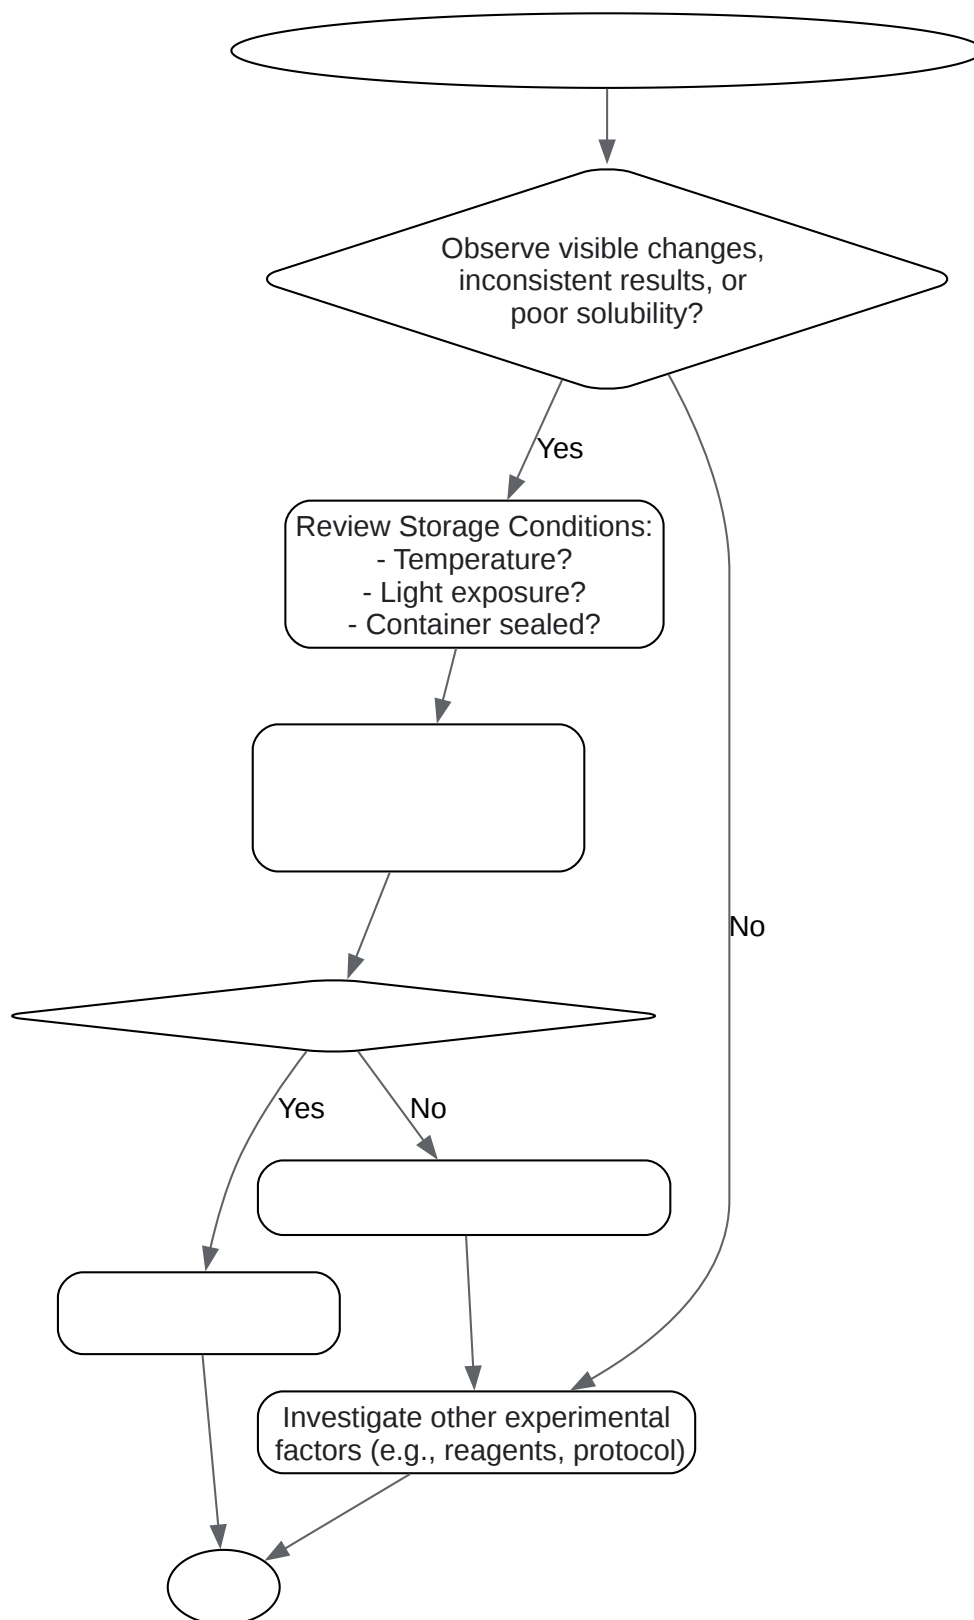 Observe visible changes,
inconsistent results, or
poor solubility?
Yes
Review Storage Conditions:
- Temperature?
- Light exposure?
- Container sealed?
No
Yes
No
Investigate other experimental
factors (e.g., reagents, protocol)